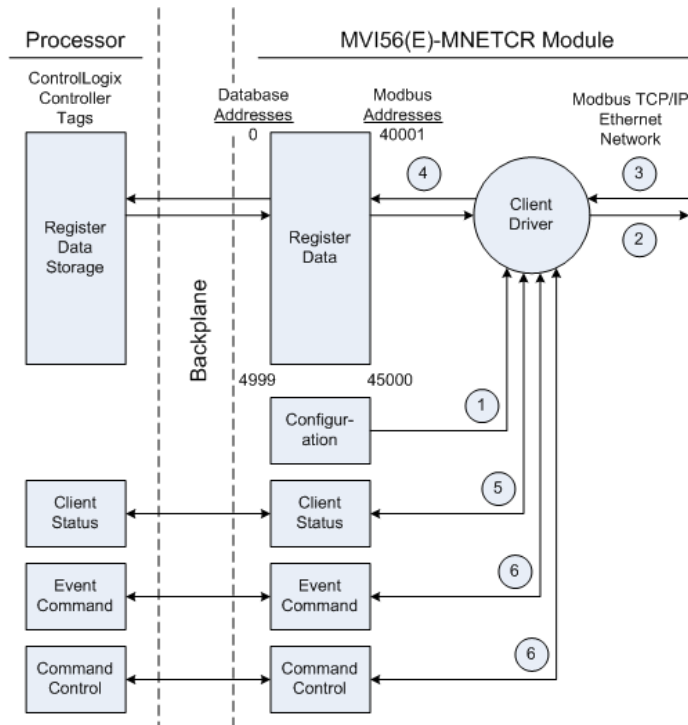 Processor
MVI56(E)-MNETCR Module
ControlLogix
Controller
Tags
Database
Addresses
0
Modbus
Addresses
40001
Modbus TCP/IP
Ethernet
Network
Register
Data
Storage
Backplane
Register
Data
4
Client
Driver
3
2
4999
45000
Configur-
ation
1
Client
Status
Client
Status
5
Event
Command
Event
Command
6
Command
Control
Command
Control
6